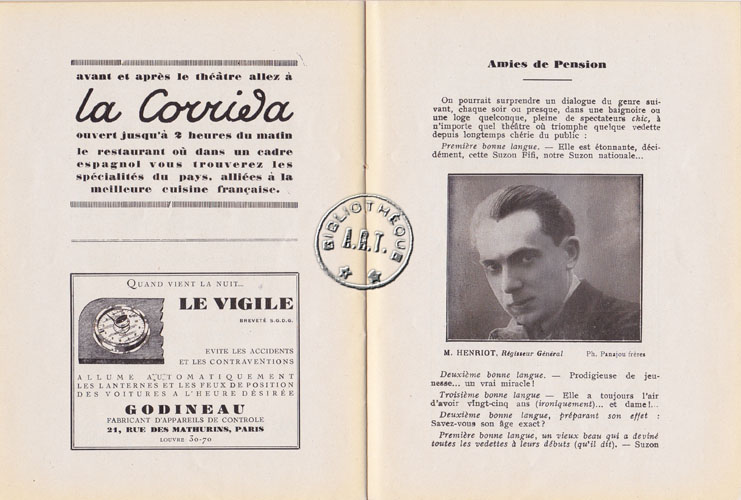 avant et après le théâtre allez à
la Corrida
ouvert jusqu'à 2 heures du matin
le restaurant où dans un cadre
espagnol vous trouverez les
spécialités du pays, alliées à la
meilleure cuisine française.
QUAND VIENT LA NUIT...
LE VIGILE
BREVETÉ S.G.D.G.
EVITE LES ACCIDENTS
ET LES CONTRAVENTIONS
ALLUME AUTOMATIQUEMENT
LES LANTERNES ET LES FEUX DE POSITION
DES VOITURES A L'HEURE DÉSIRÉE
GODINEAU
FABRICANT D'APPAREILS DE CONTROLE
21, RUE DES MATHURINS, PARIS
LOUVRE 50-70
BIBLIOTHÈQUE
A.R.T.
Amies de Pension
On pourrait surprendre un dialogue du genre sui-
vant, chaque soir ou presque, dans une baignoire ou
une loge quelconque, pleine de spectateurs chic, à
n'importe quel théâtre où triomphe quelque vedette
depuis longtemps chérie du public :
Première bonne langue. — Elle est étonnante, déci-
dément, cette Suzon Fifi, notre Suzon nationale...
M. HENRIOT, Régisseur Général Ph. Panajou frères
Deuxième bonne langue. — Prodigieuse de jeu-
nesse... un vrai miracle !
Troisième bonne langue — Elle a toujours l'air
d'avoir vingt-cinq ans (ironiquement)... et dame !...
Deuxième bonne langue, préparant son effet :
Savez-vous son âge exact ?
Première bonne langue, un vieux beau qui a deviné
toutes les vedettes à leurs débuts (qu'il dit). — Suzon